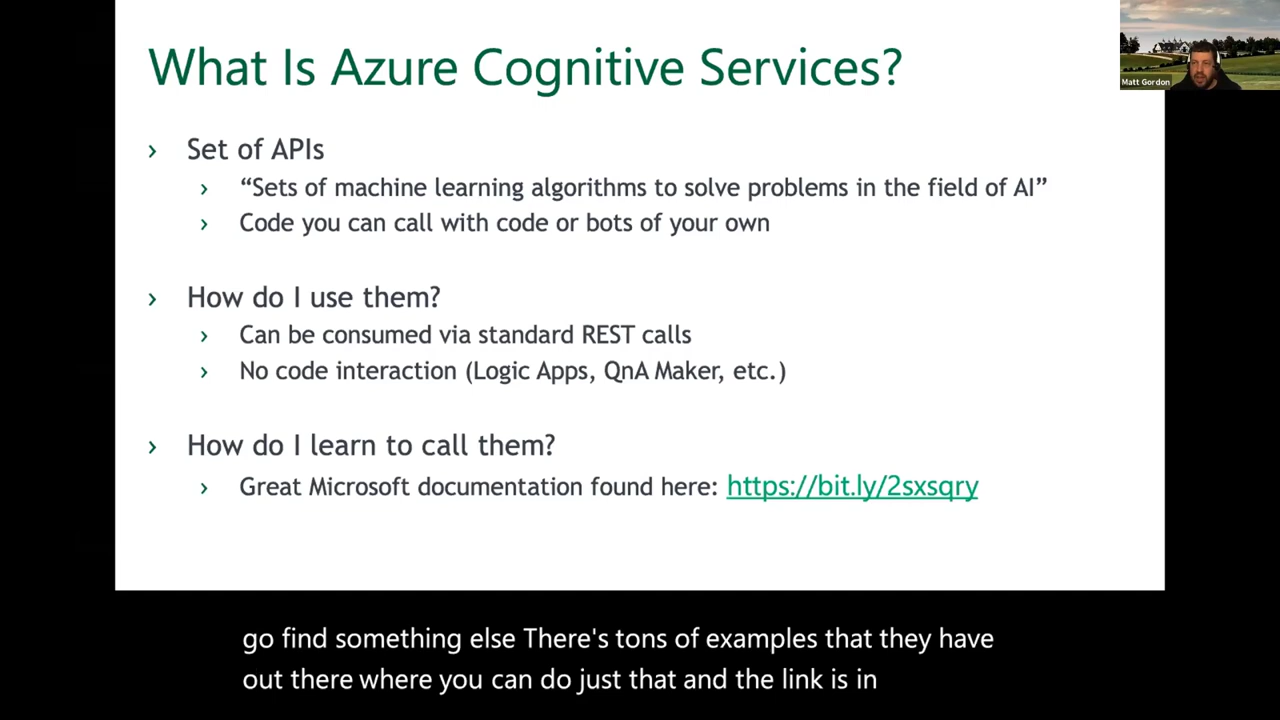 What Is Azure Cognitive Services?
Matt Gordon
› Set of APIs
› “Sets of machine learning algorithms to solve problems in the field of AI”
› Code you can call with code or bots of your own
› How do I use them?
› Can be consumed via standard REST calls
› No code interaction (Logic Apps, QnA Maker, etc.)
› How do I learn to call them?
› Great Microsoft documentation found here: https://bit.ly/2sxsqry
go find something else There's tons of examples that they have
out there where you can do just that and the link is in